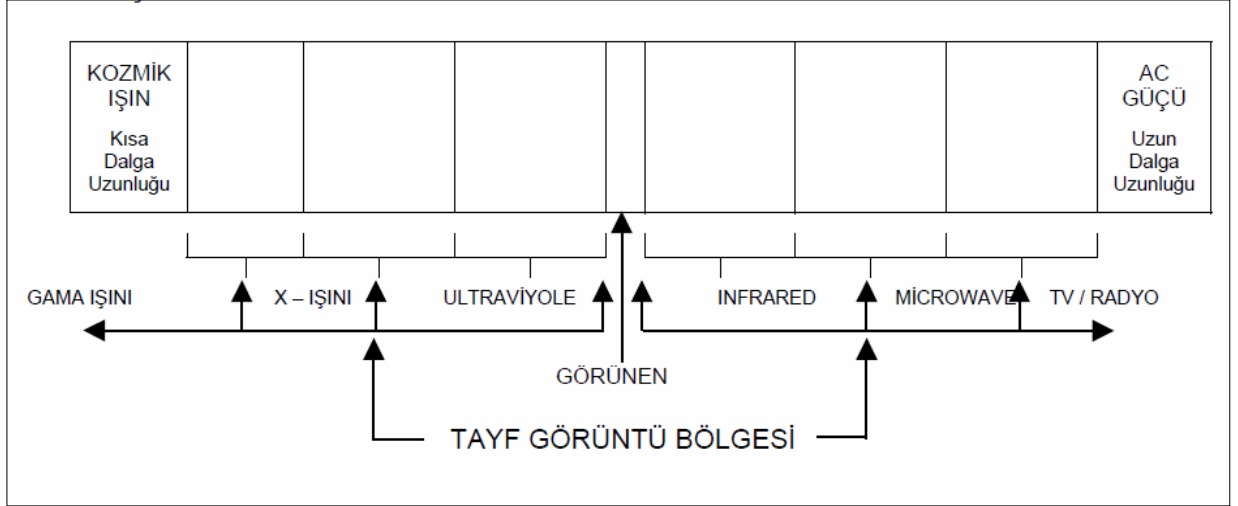 KOZMİK
IŞIN
Kısa
Dalga
Uzunluğu
AC
GÜÇÜ
Uzun
Dalga
Uzunluğu
GAMA IŞINI
X – IŞINI
ULTRAVİYOLE
INFRARED
MİCROWAVE
TV / RADYO
GÖRÜNEN
TAYF GÖRÜNTÜ BÖLGESİ